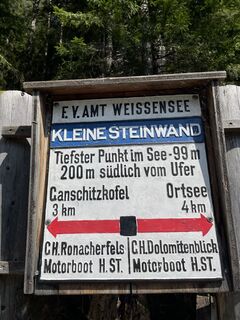 F.V. AMT WEISSENSEE
KLEINE STEINWAND
Tiefster Punkt im See-99 m
200 m südlich vom Ufer
Ganschitzkofel Ortsee
3 km 4 km
C.H. Ronacherfels C.H. Dolomitenblick
Motorboot H.ST. Motorboot H.ST.